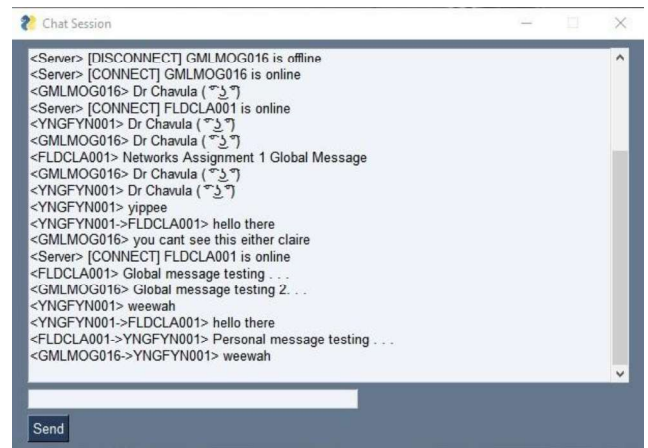 Chat Session
<Server> [DISCONNECT] GMLMOG016 is offline
<Server> [CONNECT] GMLMOG016 is online
<GMLMOG016> Dr Chavula ( ͡° ͜ʖ ͡°)
<Server> [CONNECT] FLDCLA001 is online
<YNGFYN001> Dr Chavula ( ͡° ͜ʖ ͡°)
<GMLMOG016> Dr Chavula ( ͡° ͜ʖ ͡°)
<FLDCLA001> Networks Assignment 1 Global Message
<GMLMOG016> Dr Chavula ( ͡° ͜ʖ ͡°)
<YNGFYN001> Dr Chavula ( ͡° ͜ʖ ͡°)
<YNGFYN001> yippee
<YNGFYN001->FLDCLA001> hello there
<GMLMOG016> you cant see this either claire
<Server> [CONNECT] FLDCLA001 is online
<FLDCLA001> Global message testing . . .
<GMLMOG016> Global message testing 2. . .
<YNGFYN001> weewah
<YNGFYN001->FLDCLA001> hello there
<FLDCLA001->YNGFYN001> Personal message testing . . .
<GMLMOG016->YNGFYN001> weewah
Send